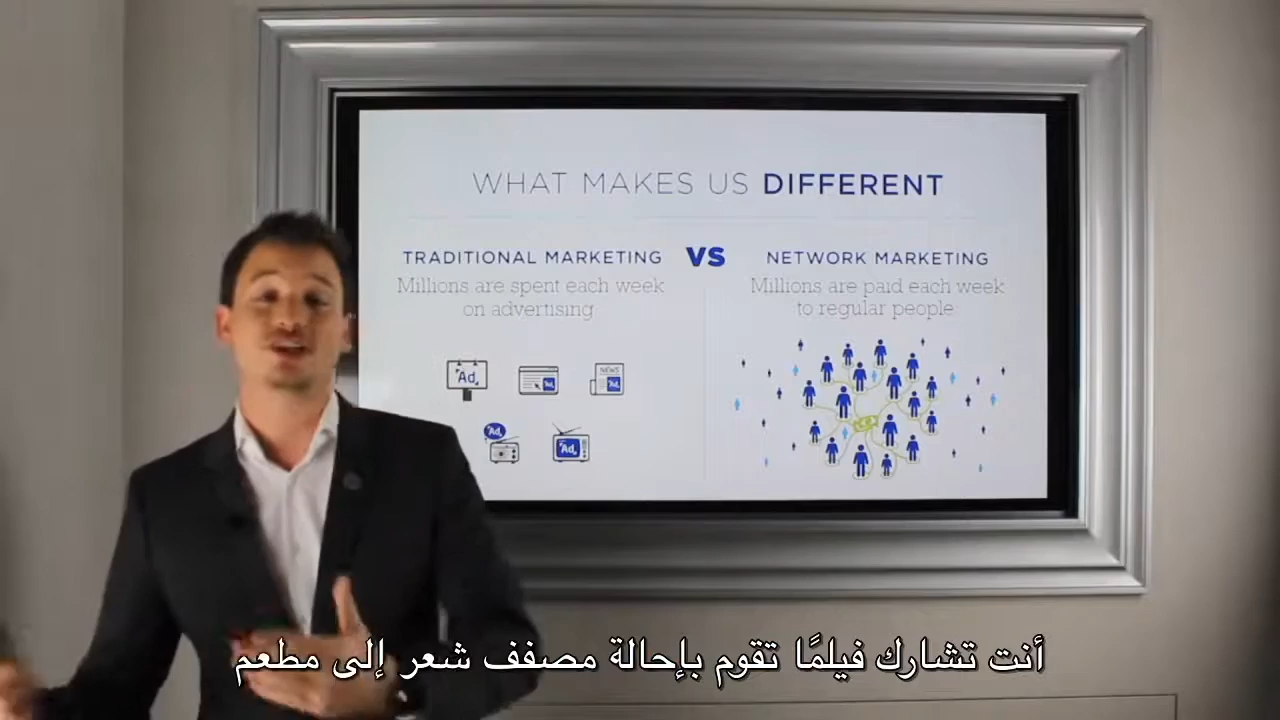 WHAT MAKES US DIFFERENT
TRADITIONAL MARKETING VS NETWORK MARKETING
Millions are spent each week
on advertising
Millions are paid each week
to regular people
Ad
NEWS
Ad
Ad
أنت تشارك فيلمًا تقوم بإحالة مصفف شعر إلى مطعم